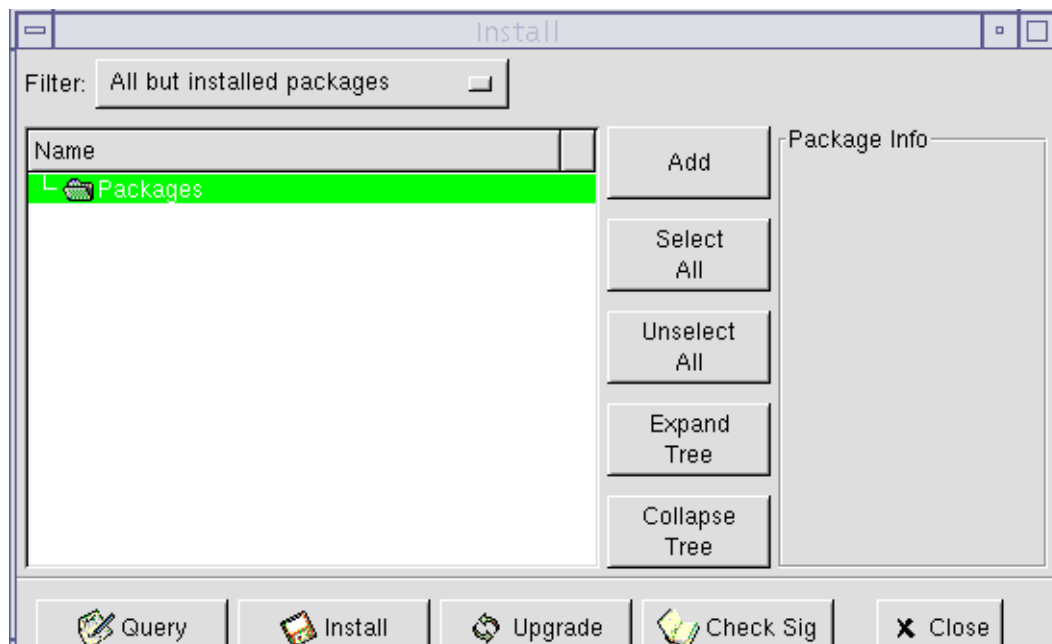 Install
Filter: All but installed packages
Name
Packages
Add
Select
All
Unselect
All
Expand
Tree
Collapse
Tree
Package Info
Query Install Upgrade Check Sig Close